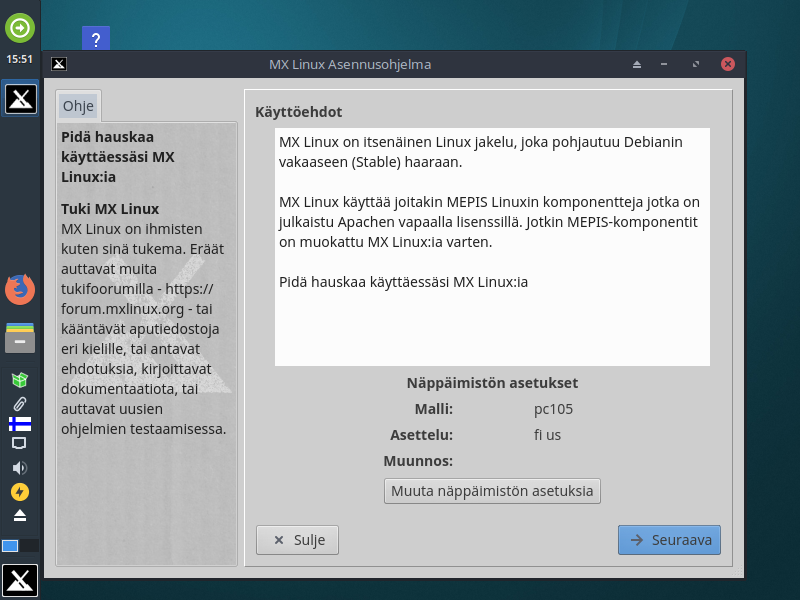 15:51
?
MX Linux Asennusohjelma
Ohje
Pidä hauskaa
käyttäessäsi MX
Linux:ia
Tuki MX Linux
MX Linux on ihmisten
kuten sinä tukema. Eräät
auttavat muita
tukifoorumilla - https://
forum.mxlinux.org - tai
kääntävät aputiedostoja
eri kielille, tai antavat
ehdotuksia, kirjoittavat
dokumentaatiota, tai
auttavat uusien
ohjelmien testaamisessa.
Käyttöehdot
MX Linux on itsenäinen Linux jakelu, joka pohjautuu Debianin
vakaaseen (Stable) haaraan.
MX Linux käyttää joitakin MEPIS Linuxin komponentteja jotka on
julkaistu Apachen vapaalla lisenssillä. Jotkin MEPIS-komponentit
on muokattu MX Linux:ia varten.
Pidä hauskaa käyttäessäsi MX Linux:ia
Näppäimistön asetukset
Malli: pc105
Asettelu: fi us
Muunnos:
Muuta näppäimistön asetuksia
Sulje
Seuraava